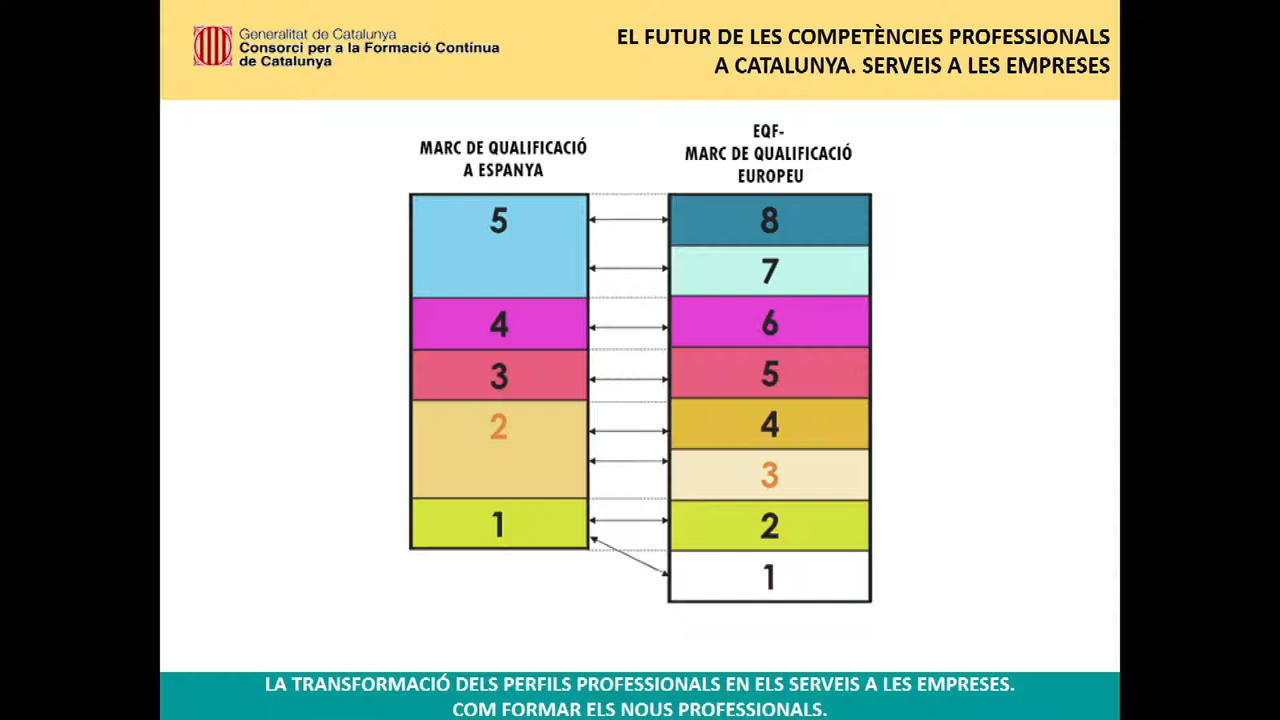 Generalitat de Catalunya
Consorci per a la Formació Contínua
de Catalunya
EL FUTUR DE LES COMPETÈNCIES PROFESSIONALS
A CATALUNYA. SERVEIS A LES EMPRESES
MARC DE QUALIFICACIÓ
A ESPANYA
5
4
3
2
1
EQF-
MARC DE QUALIFICACIÓ
EUROPEU
8
7
6
5
4
3
2
1
LA TRANSFORMACIÓ DELS PERFILS PROFESSIONALS EN ELS SERVEIS A LES EMPRESES.
COM FORMAR ELS NOUS PROFESSIONALS.